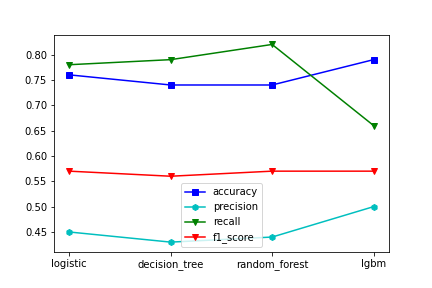 0.80
0.75
0.70
0.65
0.60
0.55
0.50
0.45
accuracy
precision
recall
f1_score
logistic decision_tree random_forest lgbm